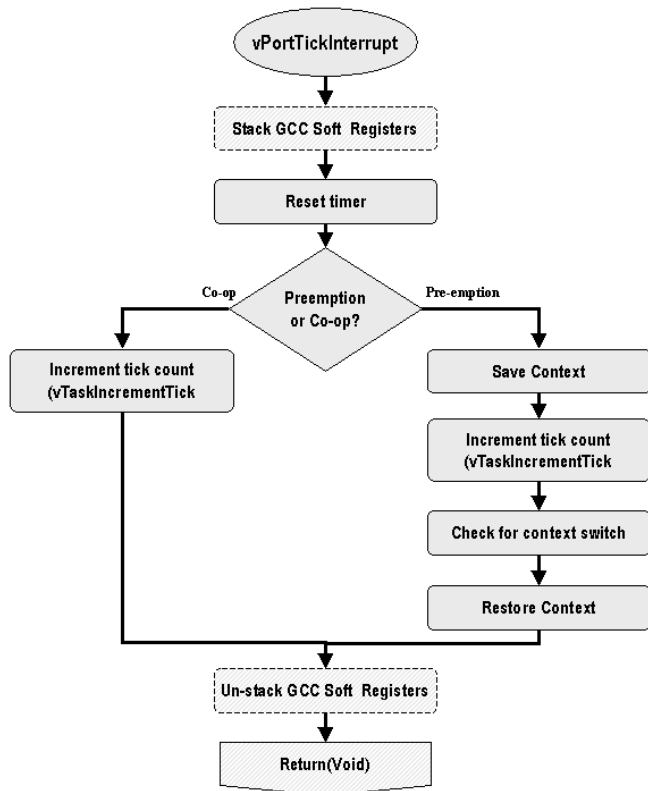 vPortTickInterrupt
Stack GCC Soft Registers
Reset timer
Co-op
Preemption
or Co-op?
Pre-emption
Increment tick count
(vTaskIncrementTick
Save Context
Increment tick count
(vTaskIncrementTick
Check for context switch
Restore Context
Un-stack GCC Soft Registers
Return(Void)